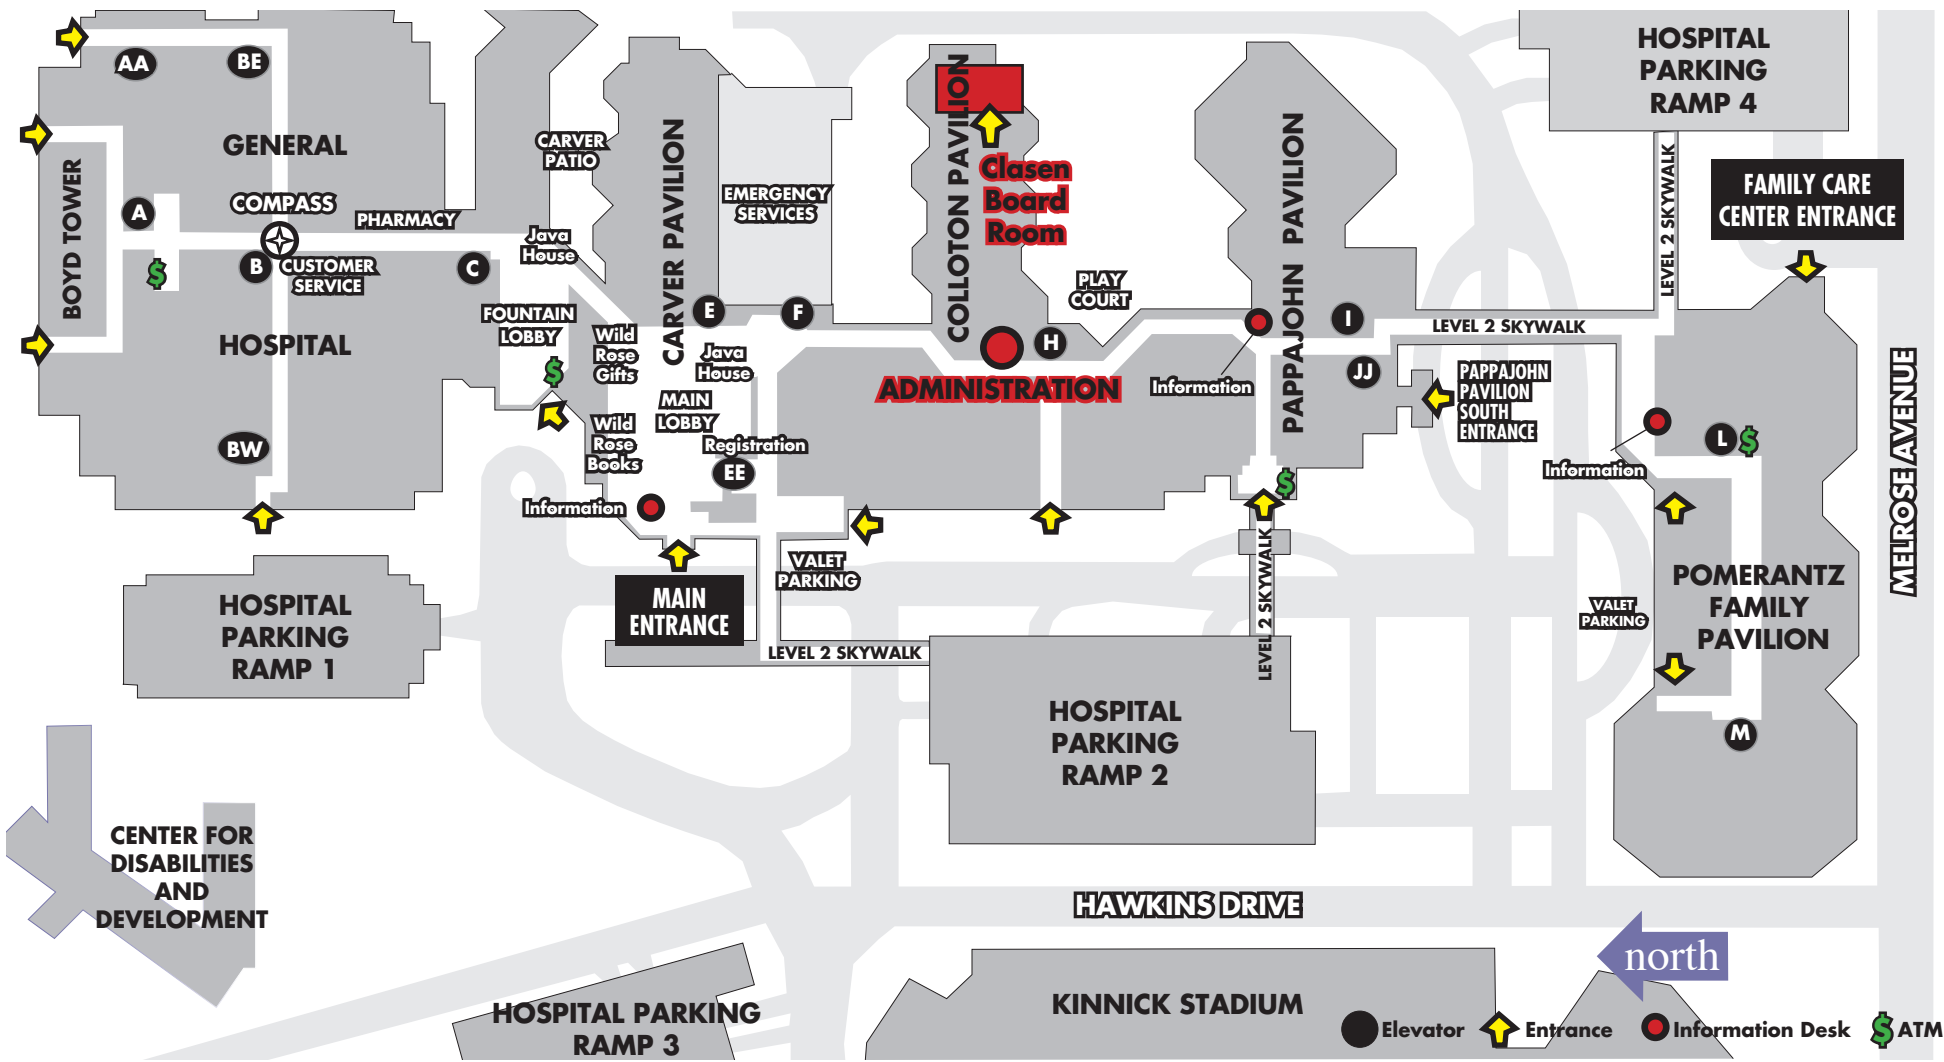 HOSPITAL
PARKING
RAMP 4
AA
BE
GENERAL
HOSPITAL
BOYD TOWER
A
COMPASS
PHARMACY
B
CUSTOMER
SERVICE
C
$
BW
CARVER
PATIO
Java
House
CARVER PAVILION
EMERGENCY
SERVICES
E
F
FOUNTAIN
LOBBY
$
Wild
Rose
Gifts
Java
House
MAIN
LOBBY
Wild
Rose
Books
Registration
EE
Information
COLLOTON PAVILION
Clasen
Board
Room
PLAY
COURT
H
ADMINISTRATION
Information
PAPPAJOHN PAVILION
I
JJ
$
LEVEL 2 SKYWALK
LEVEL 2 SKYWALK
FAMILY CARE
CENTER ENTRANCE
PAPPAJOHN
PAVILION
SOUTH
ENTRANCE
Information
L
$
MELROSE AVENUE
HOSPITAL
PARKING
RAMP 1
MAIN
ENTRANCE
VALET
PARKING
LEVEL 2 SKYWALK
LEVEL 2 SKYWALK
HOSPITAL
PARKING
RAMP 2
VALET
PARKING
POMERANTZ
FAMILY
PAVILION
M
CENTER FOR
DISABILITIES
AND
DEVELOPMENT
HAWKINS DRIVE
north
HOSPITAL PARKING
RAMP 3
KINNICK STADIUM
Elevator
Entrance
Information Desk
$ ATM